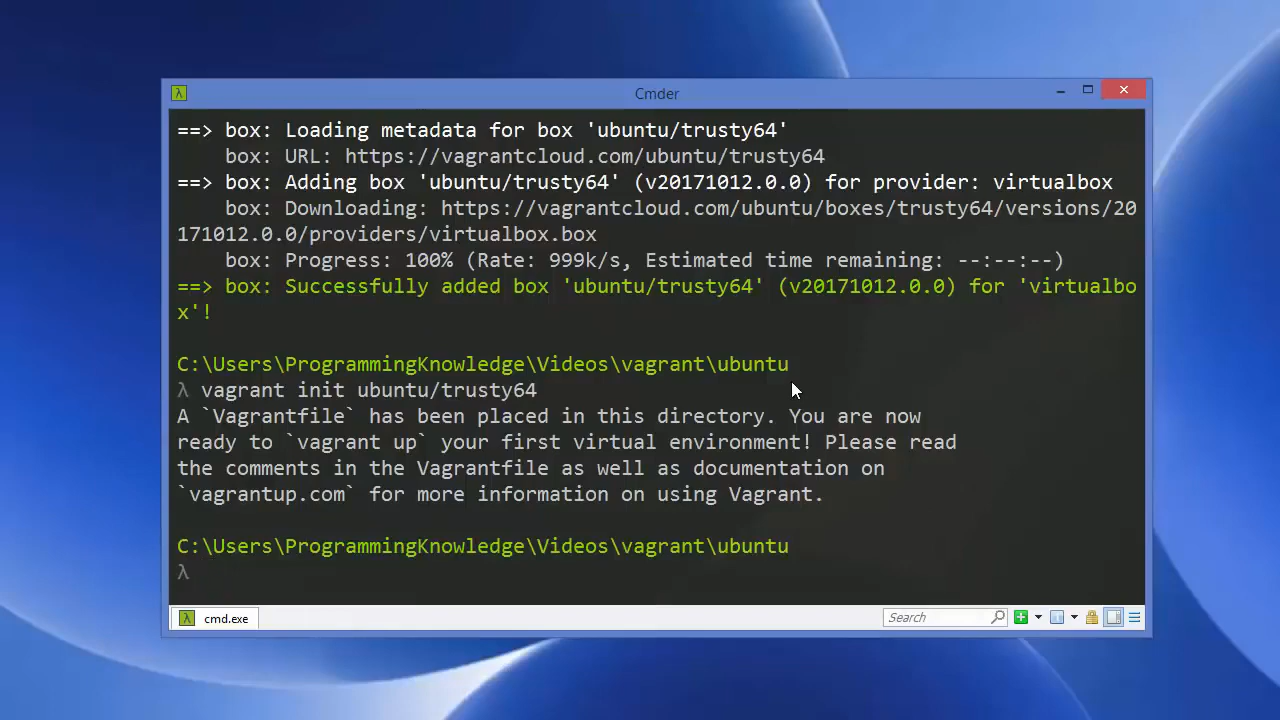 Cmder
==> box: Loading metadata for box 'ubuntu/trusty64'
box: URL: https://vagrantcloud.com/ubuntu/trusty64
==> box: Adding box 'ubuntu/trusty64' (v20171012.0.0) for provider: virtualbox
box: Downloading: https://vagrantcloud.com/ubuntu/boxes/trusty64/versions/20
171012.0.0/providers/virtualbox.box
box: Progress: 100% (Rate: 999k/s, Estimated time remaining: --:--:--)
==> box: Successfully added box 'ubuntu/trusty64' (v20171012.0.0) for 'virtualbo
x'!
C:\Users\ProgrammingKnowledge\Videos\vagrant\ubuntu
λ vagrant init ubuntu/trusty64
A `Vagrantfile` has been placed in this directory. You are now
ready to `vagrant up` your first virtual environment! Please read
the comments in the Vagrantfile as well as documentation on
`vagrantup.com` for more information on using Vagrant.
C:\Users\ProgrammingKnowledge\Videos\vagrant\ubuntu
λ
λ cmd.exe
Search